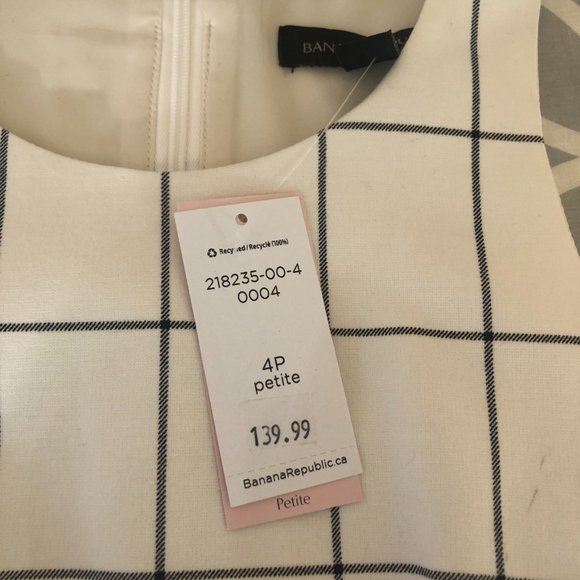 BAN
Recycled/Recyclé (100%)
218235-00-4
0004
4P
petite
139.99
BananaRepublic.ca
Petite